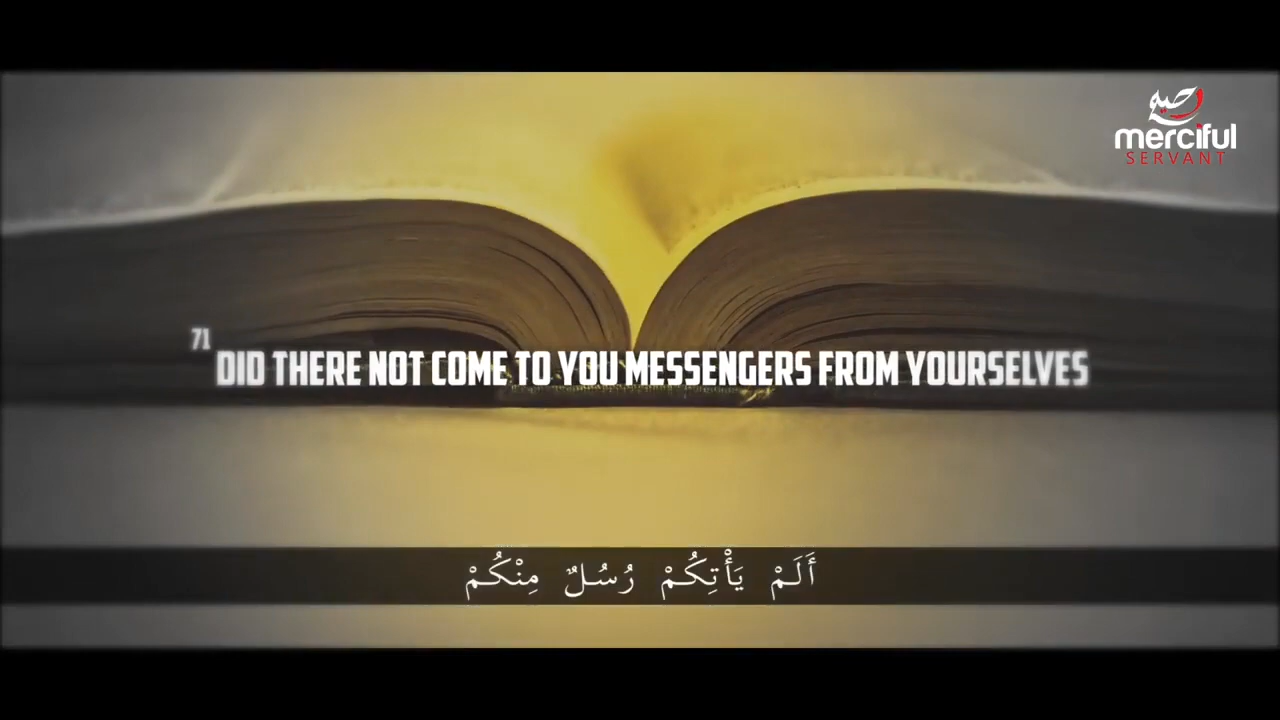 merciful
SERVANT
71
DID THERE NOT COME TO YOU MESSENGERS FROM YOURSELVES
أَلَمْ يَأْتِكُمْ رُسُلٌ مِنْكُمْ